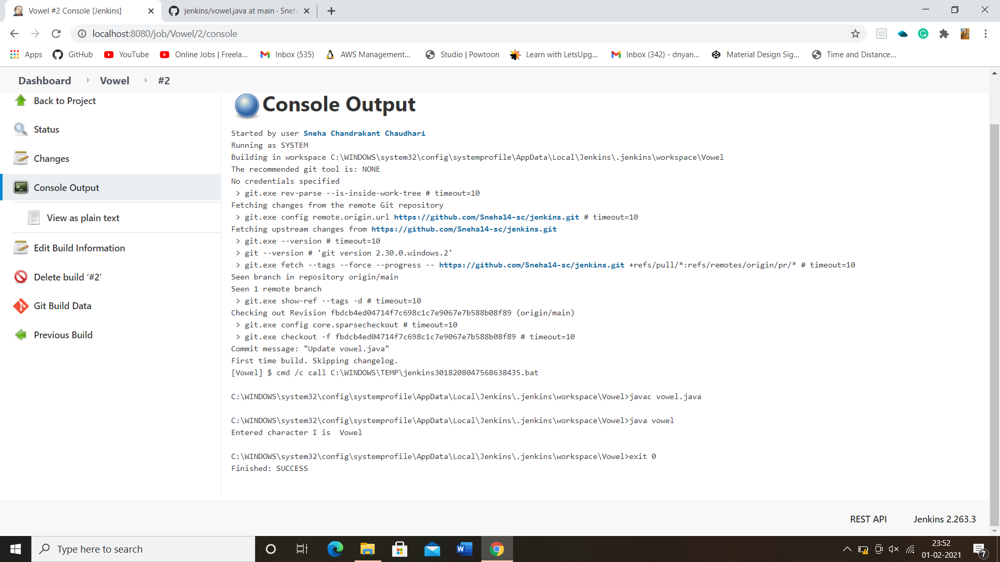 Vowel #2 Console [Jenkins]
jenkins/vowel.java at main · Sneh
localhost:8080/job/Vowel/2/console
Apps GitHub YouTube Online Jobs | Freela... Inbox (535) AWS Management... Studio | Powtoon Learn with LetsUpg... Inbox (342) - dnyan... Material Design Sig... Time and Distance...
Dashboard Vowel #2
Back to Project
Status
Changes
Console Output
View as plain text
Edit Build Information
Delete build ‘#2’
Git Build Data
Previous Build
Console Output
Started by user Sneha Chandrakant Chaudhari
Running as SYSTEM
Building in workspace C:\WINDOWS\system32\config\systemprofile\AppData\Local\Jenkins\.jenkins\workspace\Vowel
The recommended git tool is: NONE
No credentials specified
 > git.exe rev-parse --is-inside-work-tree # timeout=10
Fetching changes from the remote Git repository
 > git.exe config remote.origin.url https://github.com/Sneha14-sc/jenkins.git # timeout=10
Fetching upstream changes from https://github.com/Sneha14-sc/jenkins.git
 > git.exe --version # timeout=10
 > git --version # 'git version 2.30.0.windows.2'
 > git.exe fetch --tags --force --progress -- https://github.com/Sneha14-sc/jenkins.git +refs/pull/*:refs/remotes/origin/pr/* # timeout=10
Seen branch in repository origin/main
Seen 1 remote branch
 > git.exe show-ref --tags -d # timeout=10
Checking out Revision fbdcb4ed04714f7c698c1c7e9067e7b588b08f89 (origin/main)
 > git.exe config core.sparsecheckout # timeout=10
 > git.exe checkout -f fbdcb4ed04714f7c698c1c7e9067e7b588b08f89 # timeout=10
Commit message: "Update vowel.java"
First time build. Skipping changelog.
[Vowel] $ cmd /c call C:\WINDOWS\TEMP\jenkins3018208047568638435.bat
C:\WINDOWS\system32\config\systemprofile\AppData\Local\Jenkins\.jenkins\workspace\Vowel>javac vowel.java
C:\WINDOWS\system32\config\systemprofile\AppData\Local\Jenkins\.jenkins\workspace\Vowel>java vowel
Entered character I is  Vowel
C:\WINDOWS\system32\config\systemprofile\AppData\Local\Jenkins\.jenkins\workspace\Vowel>exit 0
Finished: SUCCESS
REST API Jenkins 2.263.3
Type here to search
23:52
01-02-2021
7